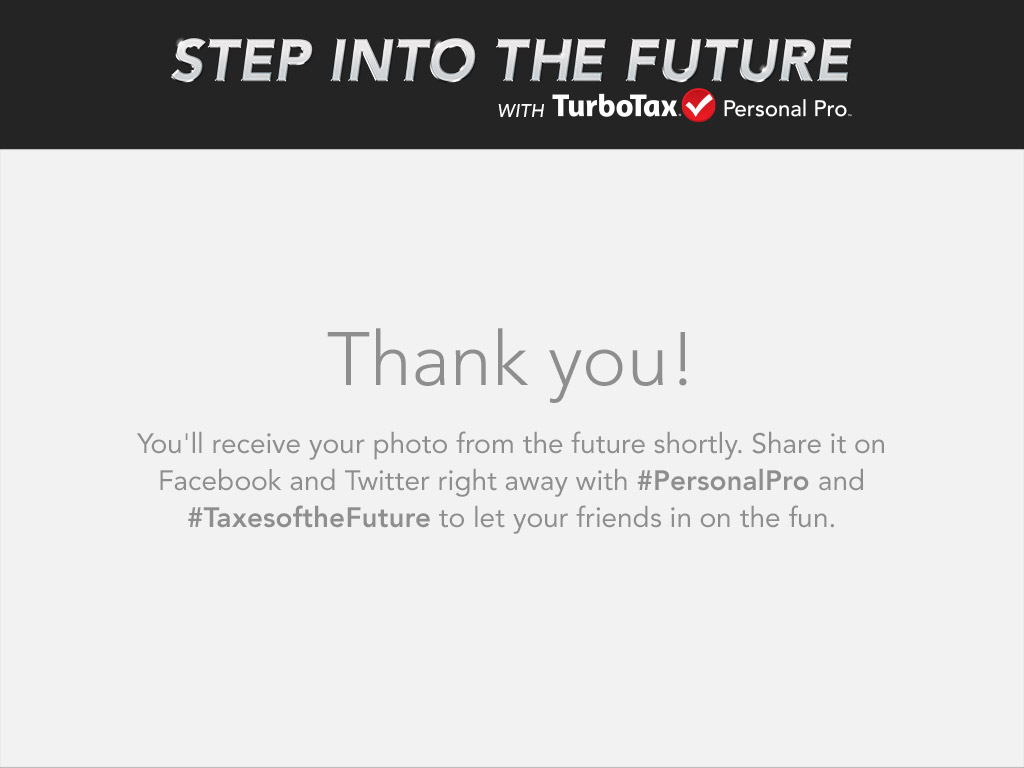 STEP INTO THE FUTURE
WITH TurboTax. Personal Pro™
Thank you!
You'll receive your photo from the future shortly. Share it on
Facebook and Twitter right away with #PersonalPro and
#TaxesoftheFuture to let your friends in on the fun.